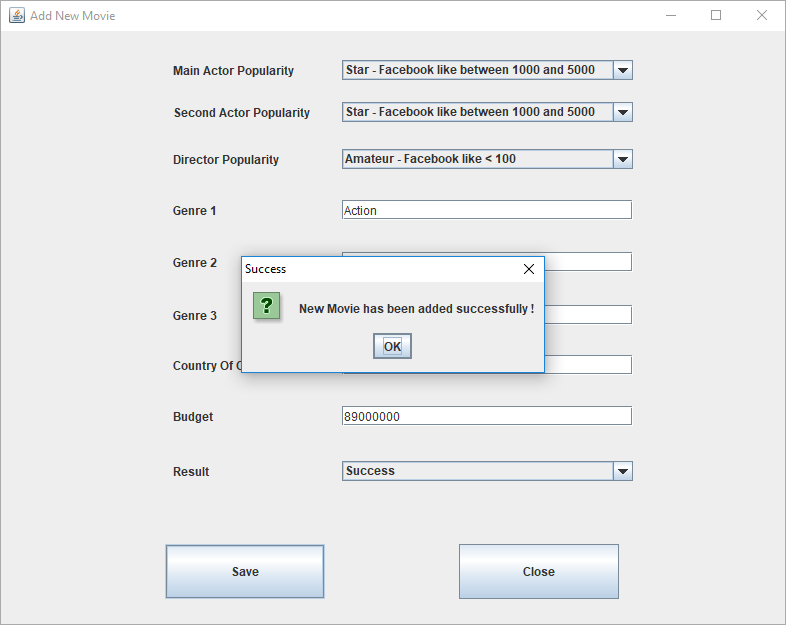 Add New Movie
Main Actor Popularity Star - Facebook like between 1000 and 5000
Second Actor Popularity Star - Facebook like between 1000 and 5000
Director Popularity Amateur - Facebook like < 100
Genre 1 Action
Genre 2
Success
? New Movie has been added successfully !
Genre 3
OK
Country Of
Budget 89000000
Result Success
Save Close